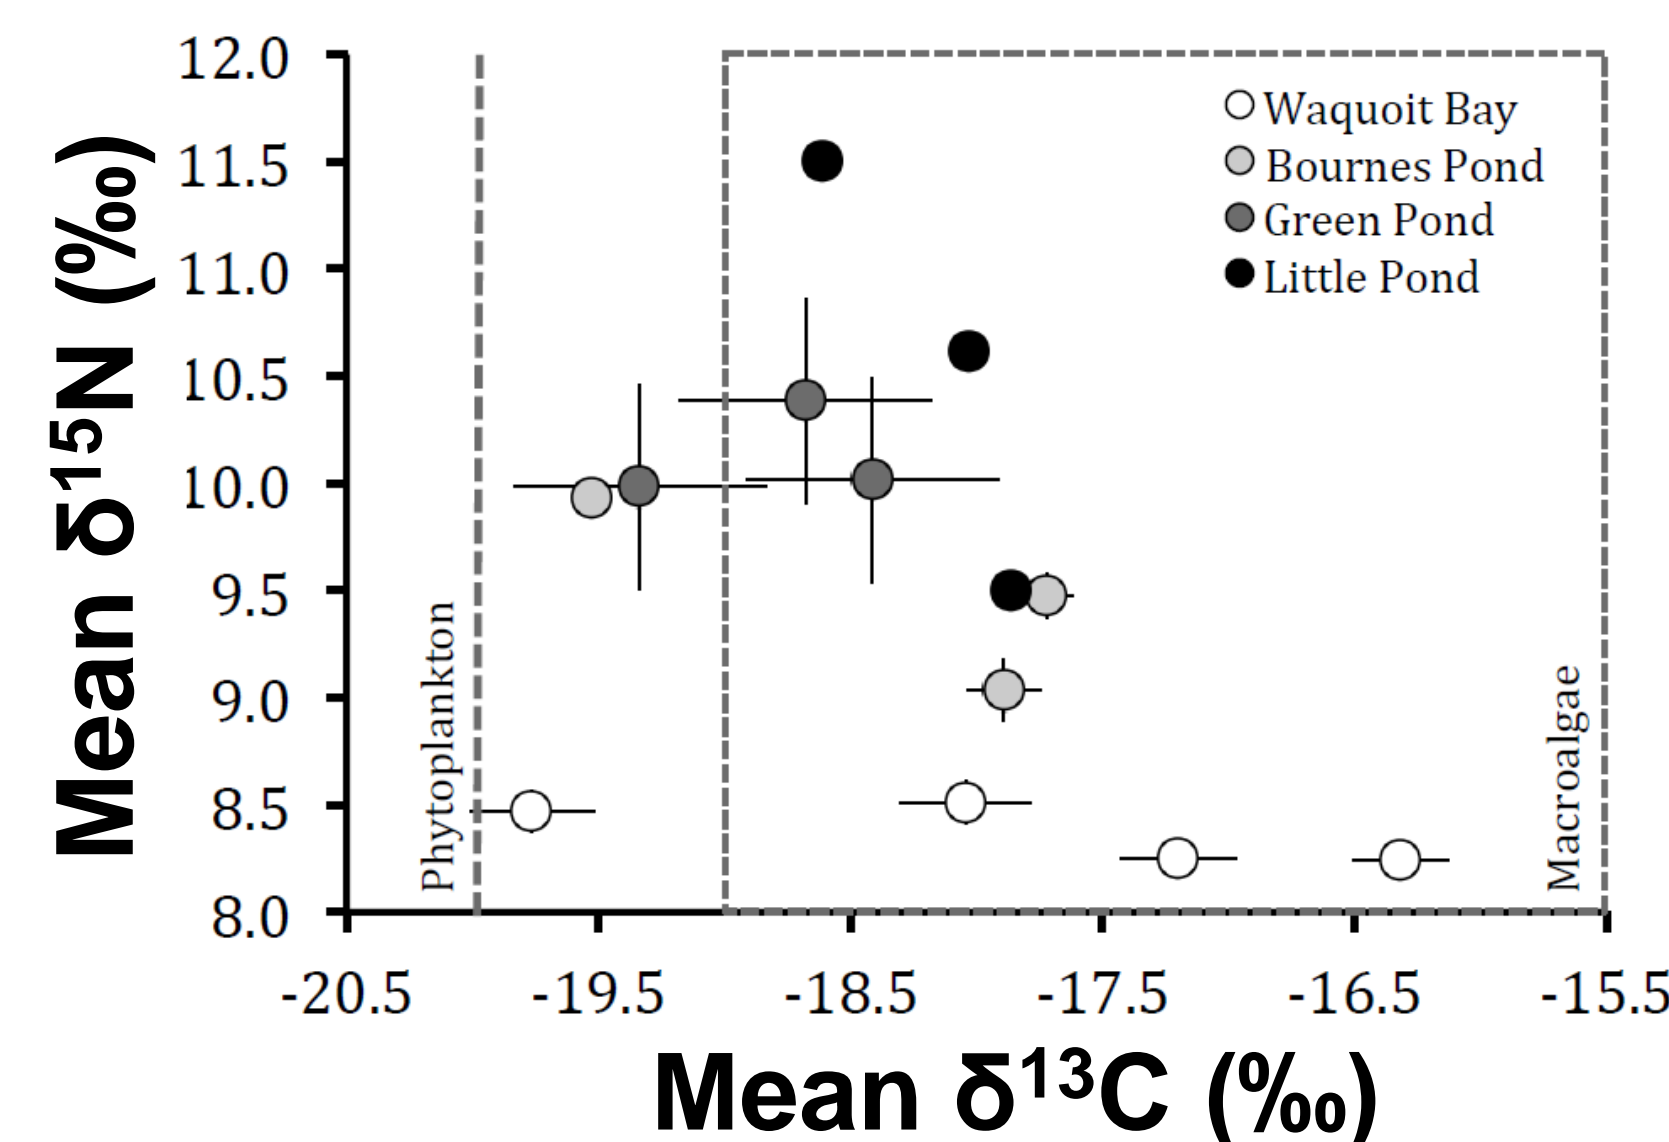 Mean δ¹⁵N (‰)
12.0
11.5
11.0
10.5
10.0
9.5
9.0
8.5
8.0
Waquoit Bay
Bournes Pond
Green Pond
Little Pond
Phytoplankton
Macroalgae
-20.5
-19.5
-18.5
-17.5
-16.5
-15.5
Mean δ¹³C (‰)